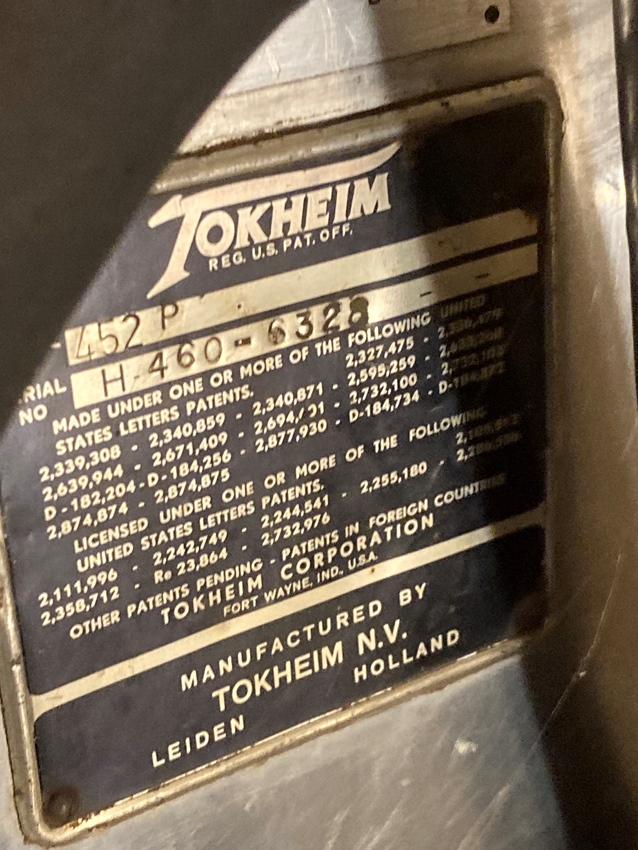 TOKHEIM
REG. U.S. PAT. OFF.
452 P
RIAL NO H-460-6328
MADE UNDER ONE OR MORE OF THE FOLLOWING UNITED
STATES LETTERS PATENTS. 2,327,475 -
2,339,308 - 2,340,859 - 2,340,871 - 2,595,259 -
2,639,944 - 2,671,409 - 2,694, - 2,732,100 -
D-182,204 - D-184,256 - 2,877,930 - D-184,734 -
2,874,874 - 2,874,875
LICENSED UNDER ONE OR MORE OF THE FOLLOWING
UNITED STATES LETTERS PATENTS.
2,111,996 - 2,242,749 - 2,244,541 - 2,255,180 -
2,358,712 - Re 23,864 - 2,732,976
OTHER PATENTS PENDING - PATENTS IN FOREIGN COUNTRIES
TOKHEIM CORPORATION
FORT WAYNE, IND., U.S.A.
MANUFACTURED BY
TOKHEIM N.V.
LEIDEN HOLLAND